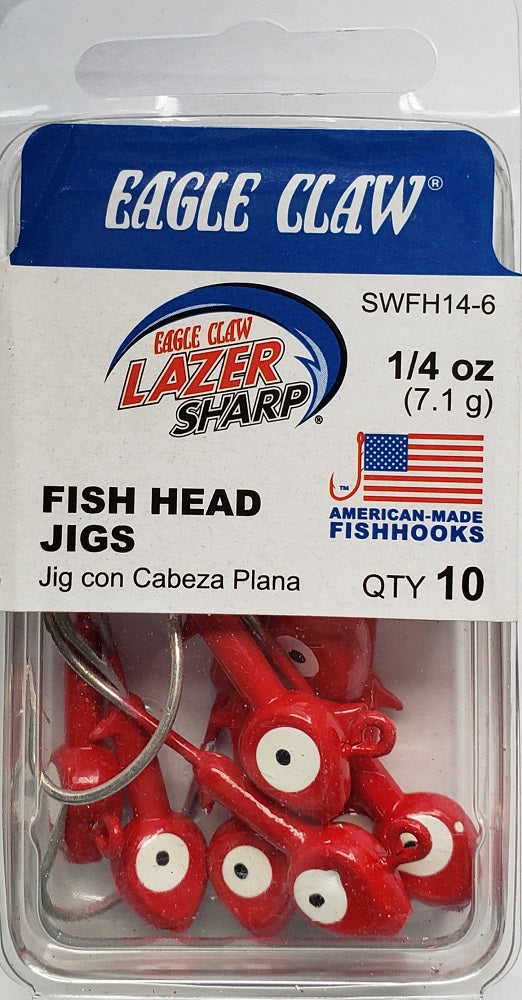 EAGLE CLAW®
SWFH14-6
EAGLE CLAW
LAZER
SHARP®
1/4 oz
(7.1 g)
TM
AMERICAN-MADE
FISHHOOKS
FISH HEAD
JIGS
Jig con Cabeza Plana
QTY 10